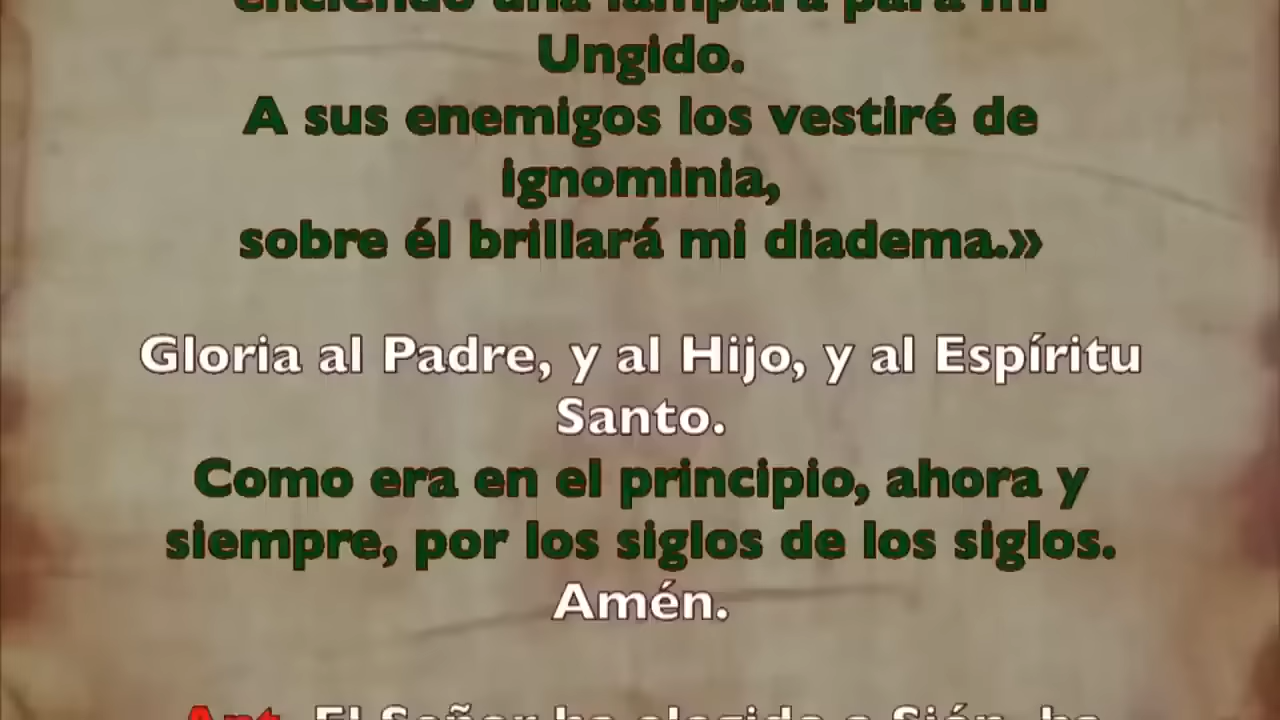 enciendo una lámpara para mi
Ungido.
A sus enemigos los vestiré de
ignominia,
sobre él brillará mi diadema.»
Gloria al Padre, y al Hijo, y al Espíritu
Santo.
Como era en el principio, ahora y
siempre, por los siglos de los siglos.
Amén.
Ant. El Señor ha elegido a Sión, ha